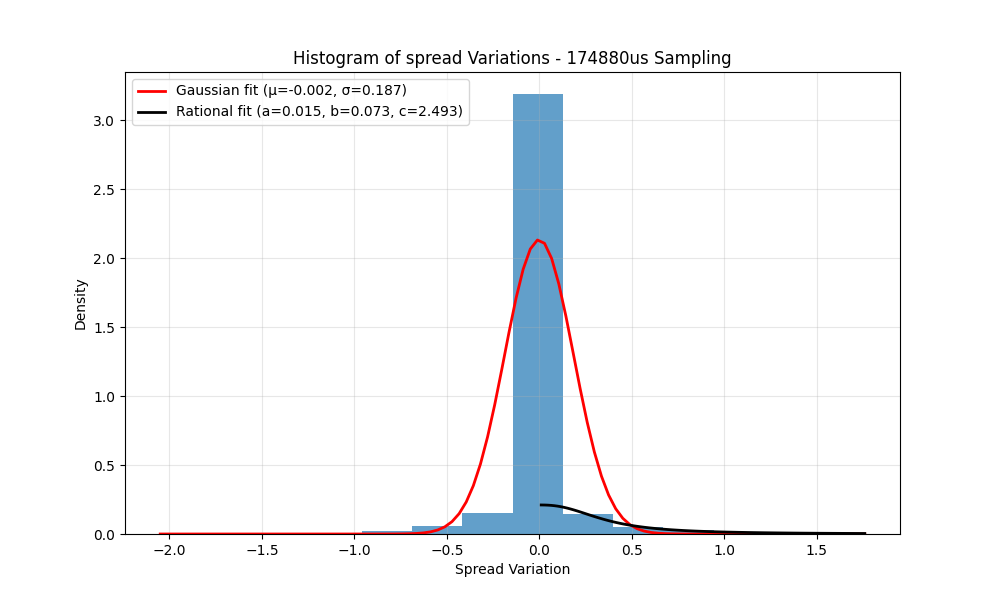 Histogram of spread Variations - 174880us Sampling
Gaussian fit (μ=-0.002, σ=0.187)
Rational fit (a=0.015, b=0.073, c=2.493)
Density
3.0
2.5
2.0
1.5
1.0
0.5
0.0
−2.0 −1.5 −1.0 −0.5 0.0 0.5 1.0 1.5
Spread Variation